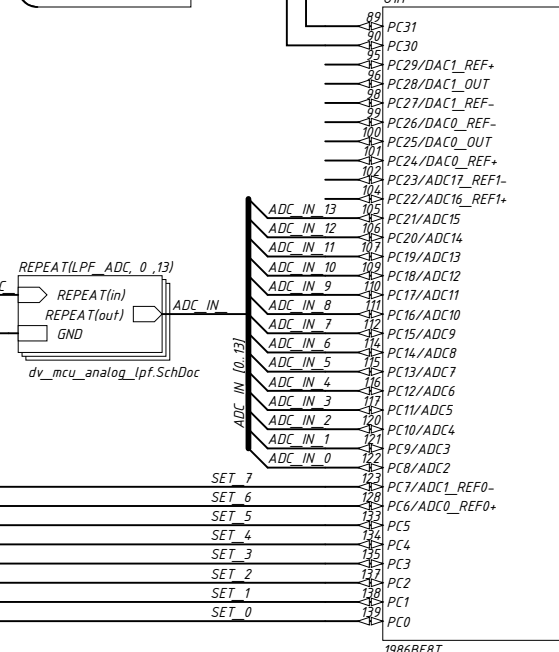 89 PC31
90 PC30
95 PC29/DAC1_REF+
96 PC28/DAC1_OUT
98 PC27/DAC1_REF-
99 PC26/DAC0_REF-
100 PC25/DAC0_OUT
101 PC24/DAC0_REF+
102 PC23/ADC17_REF1-
104 PC22/ADC16_REF1+
ADC_IN_13 105 PC21/ADC15
ADC_IN_12 106 PC20/ADC14
ADC_IN_11 107 PC19/ADC13
ADC_IN_10 109 PC18/ADC12
ADC_IN_9 110 PC17/ADC11
ADC_IN_8 111 PC16/ADC10
ADC_IN_7 112 PC15/ADC9
ADC_IN_6 114 PC14/ADC8
ADC_IN_5 115 PC13/ADC7
ADC_IN_4 116 PC12/ADC6
ADC_IN_3 117 PC11/ADC5
ADC_IN_2 120 PC10/ADC4
ADC_IN_1 121 PC9/ADC3
ADC_IN_0 122 PC8/ADC2
SET_7 123 PC7/ADC1_REF0-
SET_6 128 PC6/ADC0_REF0+
SET_5 133 PC5
SET_4 134 PC4
SET_3 135 PC3
SET_2 137 PC2
SET_1 138 PC1
SET_0 139 PC0
REPEAT(LPF_ADC, 0 ,13)
REPEAT(in)
REPEAT(out)
GND
dv_mcu_analog_lpf.SchDoc
ADC_IN
ADC_IN [0..13]